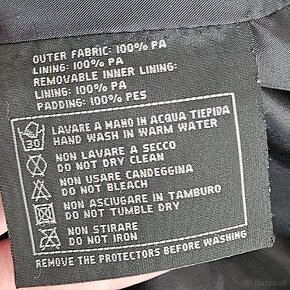 OUTER FABRIC: 100% PA
LINING: 100% PA
REMOVABLE INNER LINING:
LINING: 100% PA
PADDING: 100% PES
30
LAVARE A MANO IN ACQUA TIEPIDA
HAND WASH IN WARM WATER
NON LAVARE A SECCO
DO NOT DRY CLEAN
NON USARE CANDEGGINA
DO NOT BLEACH
NON ASCIUGARE IN TAMBURO
DO NOT TUMBLE DRY
NON STIRARE
DO NOT IRON
REMOVE THE PROTECTORS BEFORE WASHING